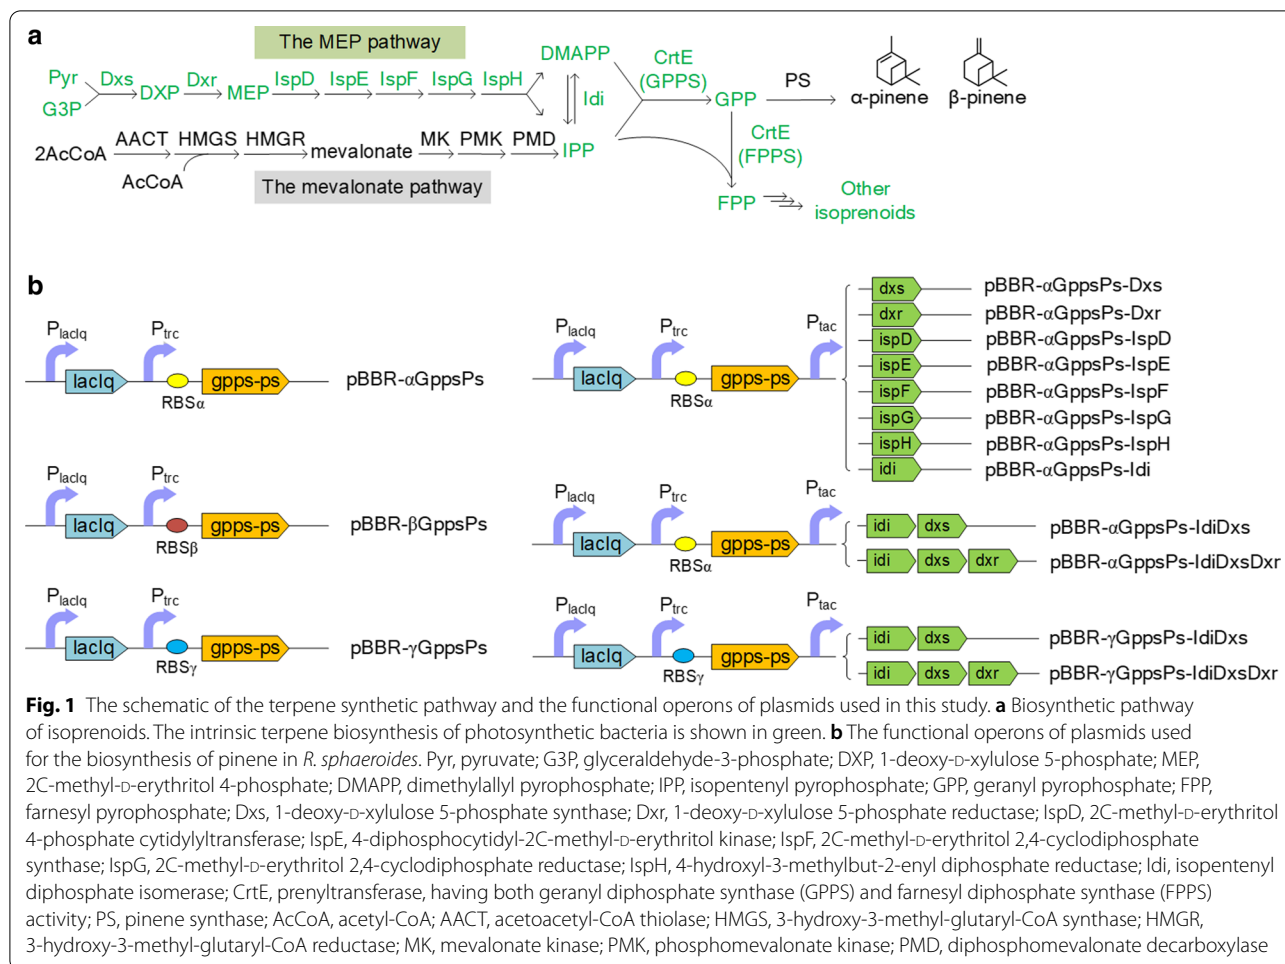 a
The MEP pathway
Pyr
G3P
Dxs
DXP
Dxr
MEP
IspD
IspE
IspF
IspG
IspH
DMAPP
Idi
IPP
CrtE
(GPPS)
GPP
PS
α-pinene
β-pinene
CrtE
(FPPS)
FPP
Other
isoprenoids
2AcCoA
AACT
HMGS
HMGR
AcCoA
mevalonate
MK
PMK
PMD
The mevalonate pathway
b
PlacIq
Ptrc
lacIq
RBSα
gpps-ps
pBBR-αGppsPs
PlacIq
Ptrc
lacIq
RBSβ
gpps-ps
pBBR-βGppsPs
PlacIq
Ptrc
lacIq
RBSγ
gpps-ps
pBBR-γGppsPs
PlacIq
Ptrc
Ptac
lacIq
RBSα
gpps-ps
dxs pBBR-αGppsPs-Dxs
dxr pBBR-αGppsPs-Dxr
ispD pBBR-αGppsPs-IspD
ispE pBBR-αGppsPs-IspE
ispF pBBR-αGppsPs-IspF
ispG pBBR-αGppsPs-IspG
ispH pBBR-αGppsPs-IspH
idi pBBR-αGppsPs-Idi
PlacIq
Ptrc
Ptac
lacIq
RBSα
gpps-ps
idi dxs pBBR-αGppsPs-IdiDxs
idi dxs dxr pBBR-αGppsPs-IdiDxsDxr
PlacIq
Ptrc
Ptac
lacIq
RBSγ
gpps-ps
idi dxs pBBR-γGppsPs-IdiDxs
idi dxs dxr pBBR-γGppsPs-IdiDxsDxr
Fig. 1 The schematic of the terpene synthetic pathway and the functional operons of plasmids used in this study. a Biosynthetic pathway
of isoprenoids. The intrinsic terpene biosynthesis of photosynthetic bacteria is shown in green. b The functional operons of plasmids used
for the biosynthesis of pinene in R. sphaeroides. Pyr, pyruvate; G3P, glyceraldehyde-3-phosphate; DXP, 1-deoxy-D-xylulose 5-phosphate; MEP,
2C-methyl-D-erythritol 4-phosphate; DMAPP, dimethylallyl pyrophosphate; IPP, isopentenyl pyrophosphate; GPP, geranyl pyrophosphate; FPP,
farnesyl pyrophosphate; Dxs, 1-deoxy-D-xylulose 5-phosphate synthase; Dxr, 1-deoxy-D-xylulose 5-phosphate reductase; IspD, 2C-methyl-D-erythritol
4-phosphate cytidylyltransferase; IspE, 4-diphosphocytidyl-2C-methyl-D-erythritol kinase; IspF, 2C-methyl-D-erythritol 2,4-cyclodiphosphate
synthase; IspG, 2C-methyl-D-erythritol 2,4-cyclodiphosphate reductase; IspH, 4-hydroxyl-3-methylbut-2-enyl diphosphate reductase; Idi, isopentenyl
diphosphate isomerase; CrtE, prenyltransferase, having both geranyl diphosphate synthase (GPPS) and farnesyl diphosphate synthase (FPPS)
activity; PS, pinene synthase; AcCoA, acetyl-CoA; AACT, acetoacetyl-CoA thiolase; HMGS, 3-hydroxy-3-methyl-glutaryl-CoA synthase; HMGR,
3-hydroxy-3-methyl-glutaryl-CoA reductase; MK, mevalonate kinase; PMK, phosphomevalonate kinase; PMD, diphosphomevalonate decarboxylase